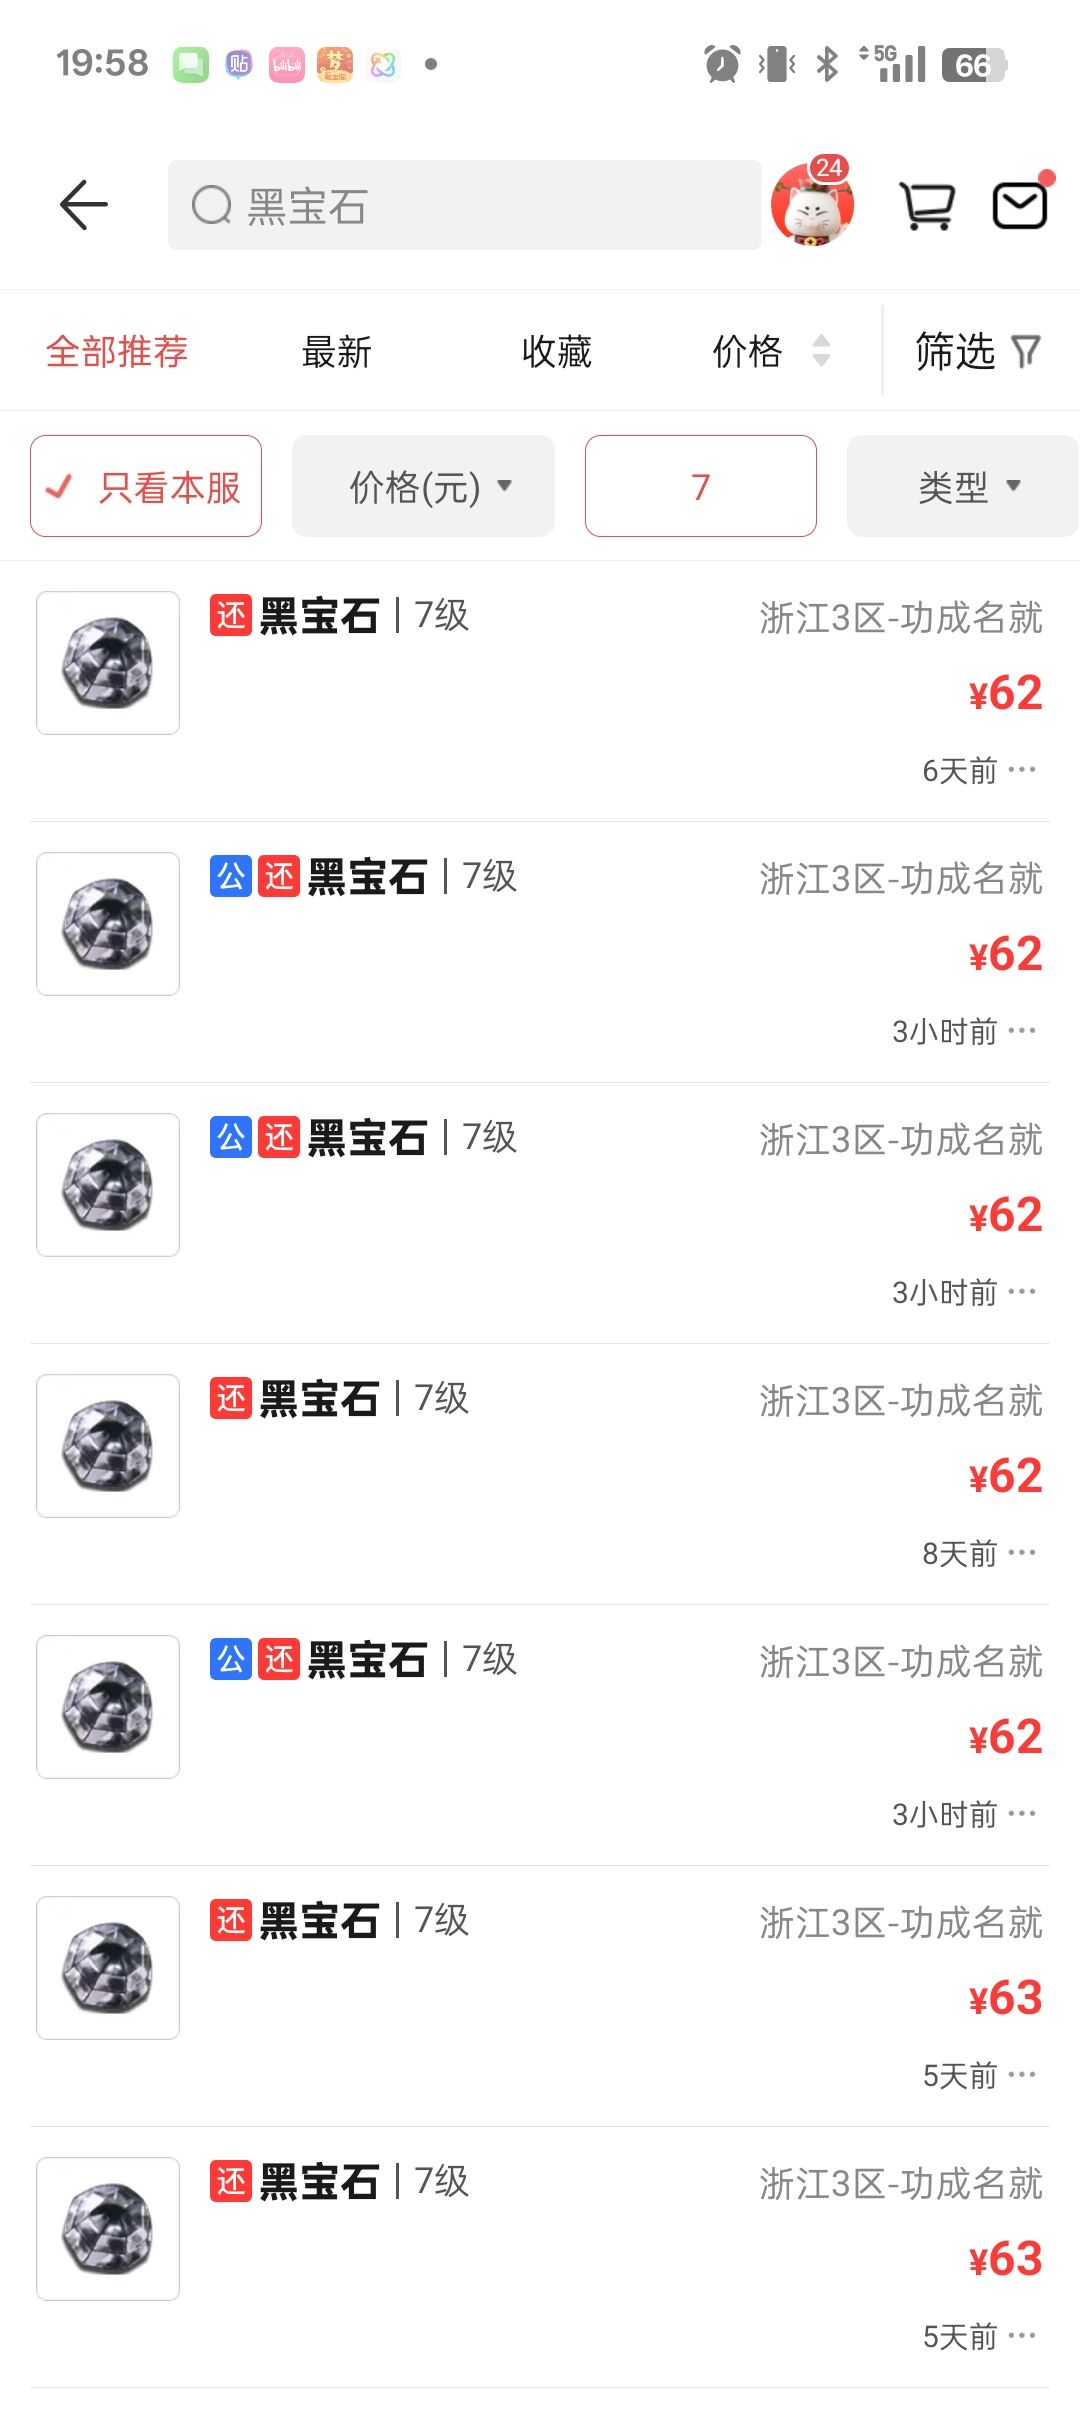 19:58 贴 bilibili 梦 5G 66
黑宝石 24
全部推荐 最新 收藏 价格 筛选
只看本服 价格(元) 7 类型
还 黑宝石 | 7级 浙江3区-功成名就
¥62
6天前 ···
公 还 黑宝石 | 7级 浙江3区-功成名就
¥62
3小时前 ···
公 还 黑宝石 | 7级 浙江3区-功成名就
¥62
3小时前 ···
还 黑宝石 | 7级 浙江3区-功成名就
¥62
8天前 ···
公 还 黑宝石 | 7级 浙江3区-功成名就
¥62
3小时前 ···
还 黑宝石 | 7级 浙江3区-功成名就
¥63
5天前 ···
还 黑宝石 | 7级 浙江3区-功成名就
¥63
5天前 ···